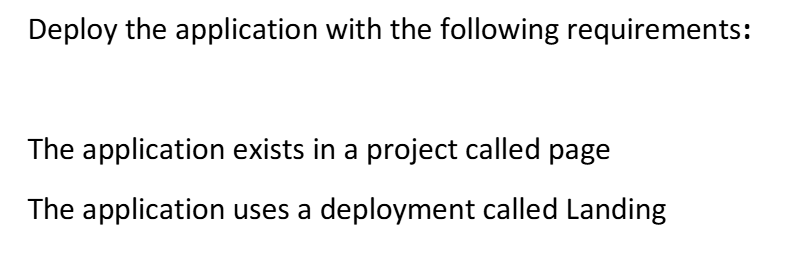 Deploy the application with the following requirements:
The application exists in a project called page
The application uses a deployment called Landing